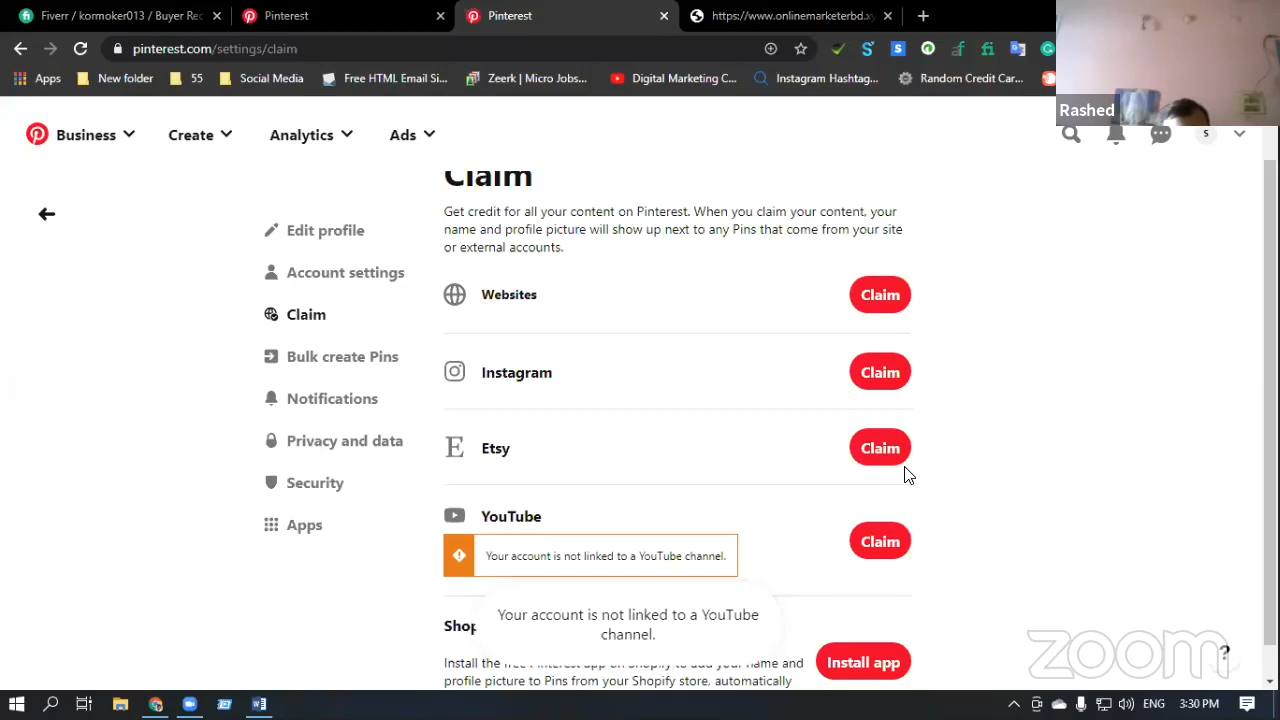 Fiverr / kormoker013 / Buyer Rec
Pinterest
Pinterest
https://www.onlinemarketerbd.xy
pinterest.com/settings/claim
Apps
New folder
55
Social Media
Free HTML Email Si...
Zeerk | Micro Jobs...
Digital Marketing C...
Instagram Hashtag...
Random Credit Car...
Rashed
Business
Create
Analytics
Ads
S
Claim
Get credit for all your content on Pinterest. When you claim your content, your
name and profile picture will show up next to any Pins that come from your site
or external accounts.
Edit profile
Account settings
Claim
Bulk create Pins
Notifications
Privacy and data
Security
Apps
Websites
Claim
Instagram
Claim
E
Etsy
Claim
YouTube
Your account is not linked to a YouTube channel.
Claim
Your account is not linked to a YouTube
channel.
Shop
Install the free Pinterest app on Shopify to add your name and
profile picture to Pins from your Shopify store, automatically
Install app
zoom
?
ENG
3:30 PM